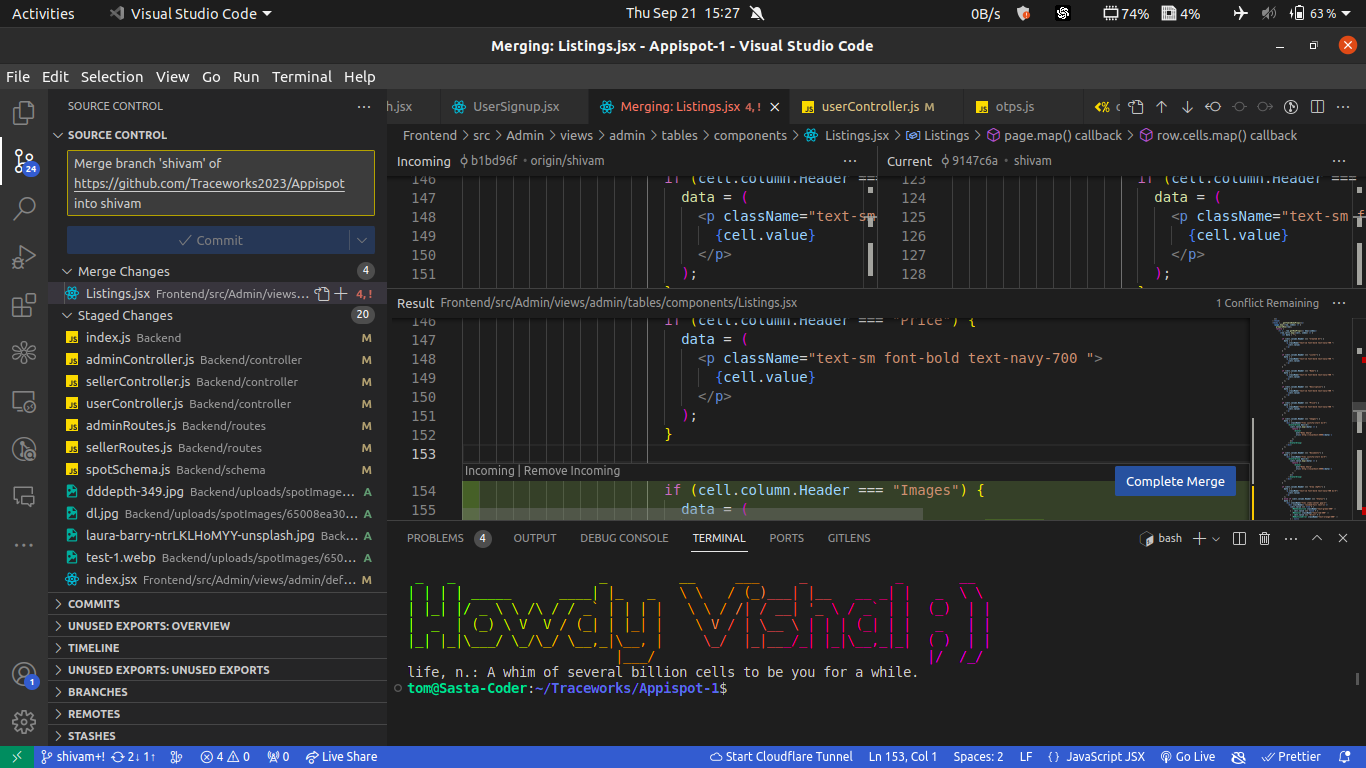 Activities
Visual Studio Code
Thu Sep 21 15:27
0B/s
74%
4%
63 %
Merging: Listings.jsx - Appispot-1 - Visual Studio Code
File Edit Selection View Go Run Terminal Help
SOURCE CONTROL
SOURCE CONTROL
24
Merge branch 'shivam' of
https://github.com/Traceworks2023/Appispot
into shivam
Commit
Merge Changes 4
Listings.jsx Frontend/src/Admin/views... 4, !
Staged Changes 20
index.js Backend M
adminController.js Backend/controller M
sellerController.js Backend/controller M
userController.js Backend/controller M
adminRoutes.js Backend/routes M
sellerRoutes.js Backend/routes M
spotSchema.js Backend/schema M
dddepth-349.jpg Backend/uploads/spotImage... A
dl.jpg Backend/uploads/spotImages/65008ea30... A
laura-barry-ntrLKLHoMYY-unsplash.jpg Back... A
test-1.webp Backend/uploads/spotImages/650... A
index.jsx Frontend/src/Admin/views/admin/def... M
COMMITS
UNUSED EXPORTS: OVERVIEW
TIMELINE
UNUSED EXPORTS: UNUSED EXPORTS
BRANCHES
REMOTES
STASHES
1
h.jsx
UserSignup.jsx
Merging: Listings.jsx 4, !
userController.js M
otps.js
Frontend > src > Admin > views > admin > tables > components > Listings.jsx > Listings > page.map() callback > row.cells.map() callback
Incoming b1bd96f • origin/shivam
146 if (cell.column.Header ===
147 data = (
148 <p className="text-sm
149 {cell.value}
150 </p>
151 );
Current 9147c6a • shivam
123 if (cell.column.Header ===
124 data = (
125 <p className="text-sm f
126 {cell.value}
127 </p>
128 );
Result Frontend/src/Admin/views/admin/tables/components/Listings.jsx 1 Conflict Remaining
146 if (cell.column.Header === "Price") {
147 data = (
148 <p className="text-sm font-bold text-navy-700 ">
149 {cell.value}
150 </p>
151 );
152 }
153
Incoming | Remove Incoming
154 if (cell.column.Header === "Images") {
155 data = (
Complete Merge
PROBLEMS 4 OUTPUT DEBUG CONSOLE TERMINAL PORTS GITLENS
bash
Howdy Vishal :)
life, n.: A whim of several billion cells to be you for a while.
tom@Sasta-Coder:~/Traceworks/Appispot-1$
shivam+! 2↓ 1↑ 4 0 0 Live Share
Start Cloudflare Tunnel Ln 153, Col 1 Spaces: 2 LF { } JavaScript JSX Go Live Prettier